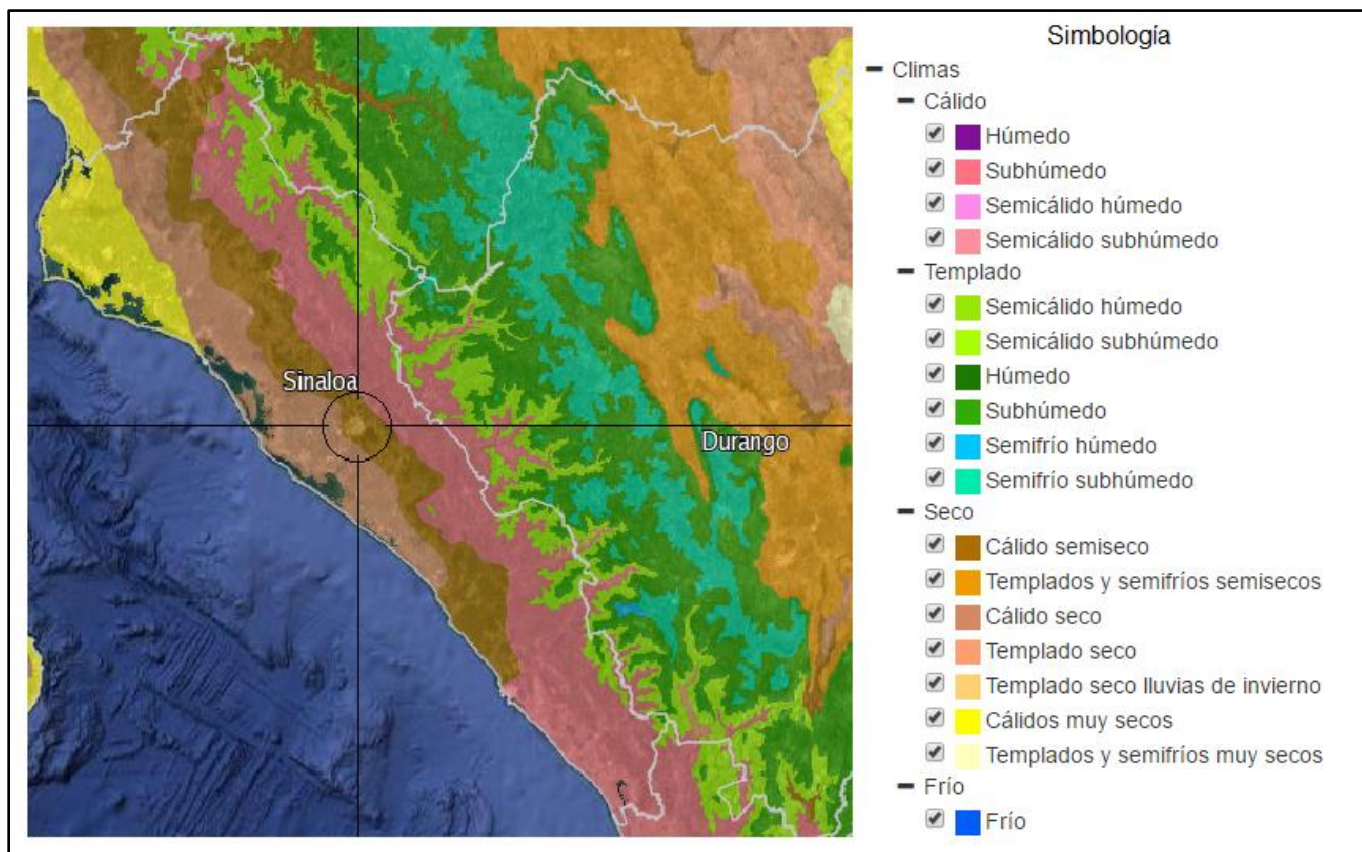 Sinaloa
Durango
Simbología
Climas
Cálido
Húmedo
Subhúmedo
Semicálido húmedo
Semicálido subhúmedo
Templado
Semicálido húmedo
Semicálido subhúmedo
Húmedo
Subhúmedo
Semifrío húmedo
Semifrío subhúmedo
Seco
Cálido semiseco
Templados y semifríos semisecos
Cálido seco
Templado seco
Templado seco lluvias de invierno
Cálidos muy secos
Templados y semifríos muy secos
Frío
Frío